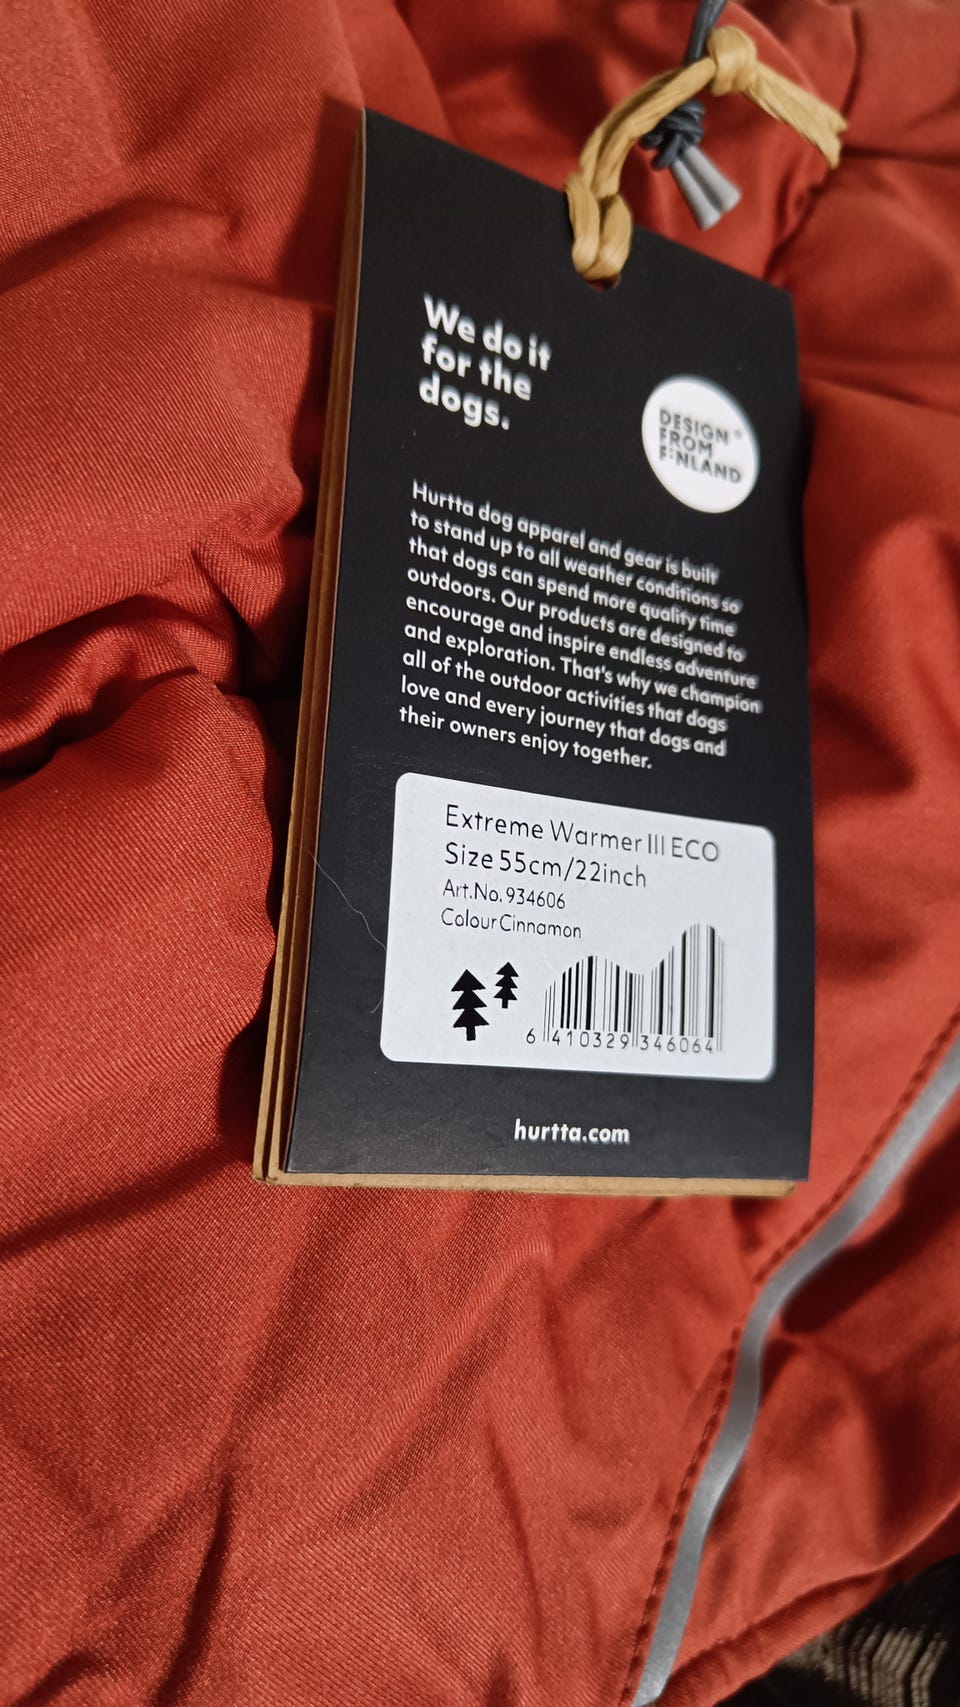 We do it
for the
dogs.
DESIGN®
FROM
FINLAND
Hurtta dog apparel and gear is built
to stand up to all weather conditions so
that dogs can spend more quality time
outdoors. Our products are designed to
encourage and inspire endless adventure
and exploration. That's why we champion
all of the outdoor activities that dogs
love and every journey that dogs and
their owners enjoy together.
Extreme Warmer III ECO
Size 55cm/22inch
Art.No. 934606
Colour Cinnamon
6 410329 346064
hurtta.com